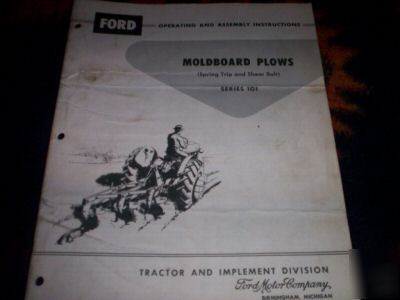 FORD OPERATING AND ASSEMBLY INSTRUCTIONS
MOLDBOARD PLOWS
(Spring Trip and Shear Bolt)
SERIES 101
TRACTOR AND IMPLEMENT DIVISION
Ford Motor Company,
BIRMINGHAM, MICHIGAN